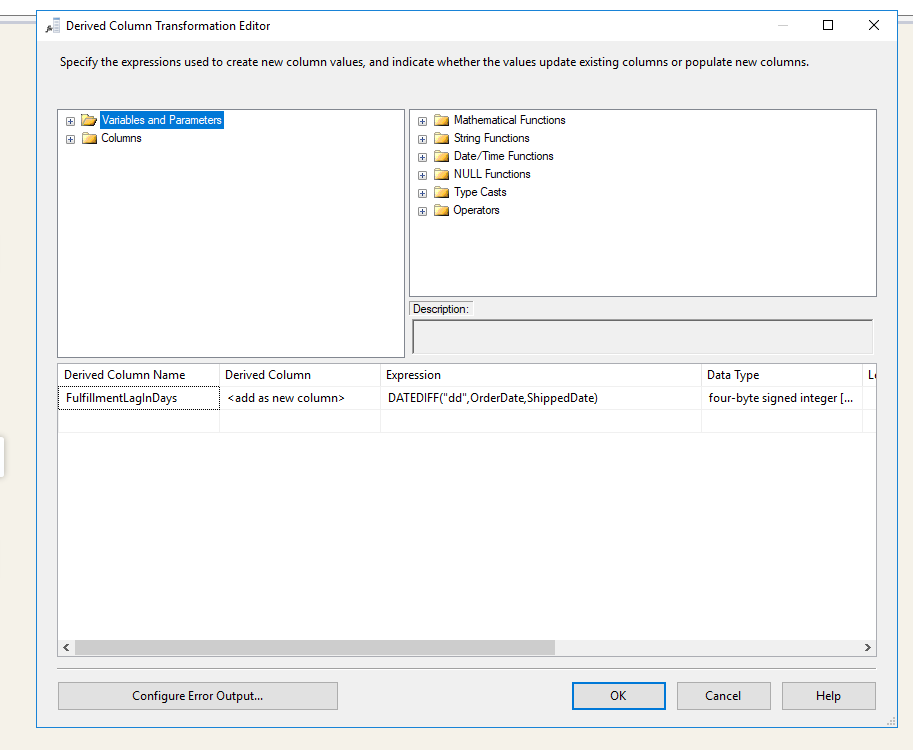 Derived Column Transformation Editor
Specify the expressions used to create new column values, and indicate whether the values update existing columns or populate new columns.
Variables and Parameters
Columns
Mathematical Functions
String Functions
Date/Time Functions
NULL Functions
Type Casts
Operators
Description:
Derived Column Name Derived Column Expression Data Type Le
FulfillmentLagInDays <add as new column> DATEDIFF("dd",OrderDate,ShippedDate) four-byte signed integer [...
Configure Error Output... OK Cancel Help